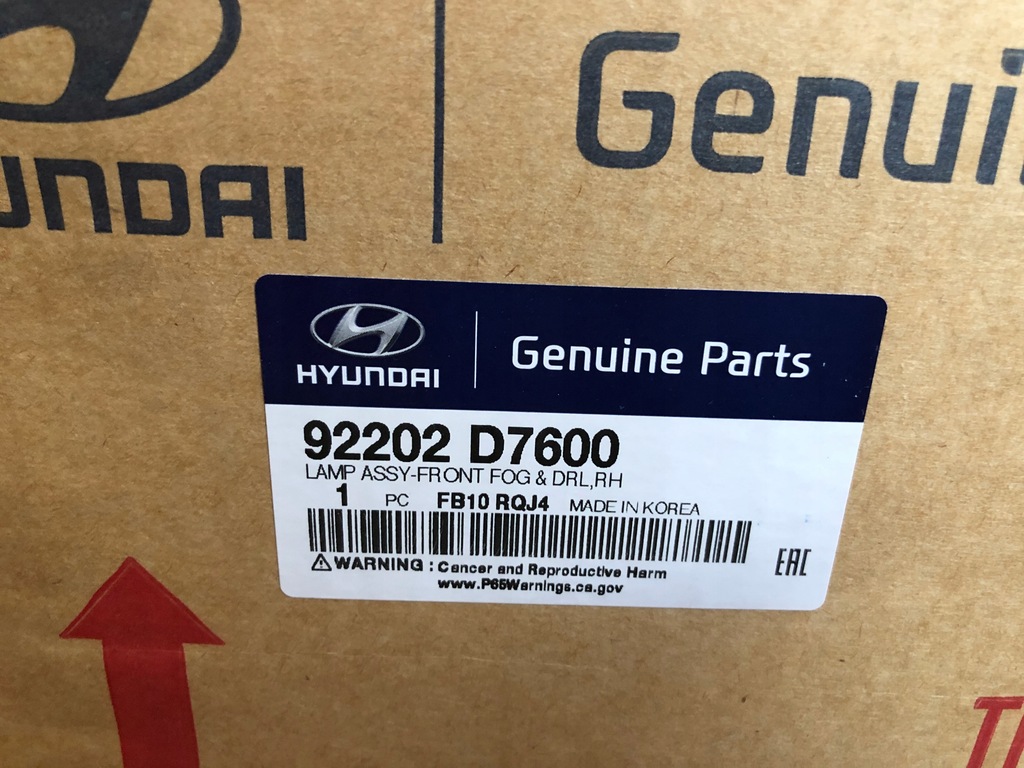 HYUNDAI
Genui
HYUNDAI
Genuine Parts
92202 D7600
LAMP ASSY-FRONT FOG & DRL,RH
1 PC FB10 RQJ4 MADE IN KOREA
WARNING : Cancer and Reproductive Harm
www.P65Warnings.ca.gov
EAC